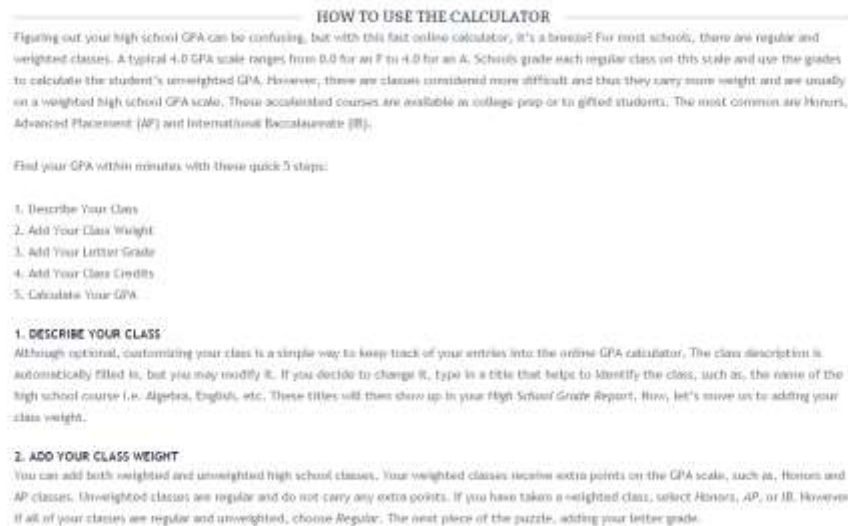 HOW TO USE THE CALCULATOR
Figuring out your high school GPA can be confusing, but with this fast online calculator, it's a breeze! For most schools, there are regular and
weighted classes. A typical 4.0 GPA scale ranges from 0.0 for an F to 4.0 for an A. Schools grade each regular class on this scale and use the grades
to calculate the student's unweighted GPA. However, there are classes considered more difficult and thus they carry more weight and are usually
on a weighted high school GPA scale. These accelerated courses are available as college prep or to gifted students. The most common are Honors,
Advanced Placement (AP) and International Baccalaureate (IB).
Find your GPA within minutes with these quick 5 steps:
1. Describe Your Class
2. Add Your Class Weight
3. Add Your Letter Grade
4. Add Your Class Credits
5. Calculate Your GPA
1. DESCRIBE YOUR CLASS
Although optional, customizing your class is a simple way to keep track of your entries into the online GPA calculator. The class description is
automatically filled in, but you may modify it. If you decide to change it, type in a title that helps to identify the class, such as, the name of the
high school course i.e. Algebra, English, etc. These titles will then show up in your High School Grade Report. Now, let's move on to adding your
class weight.
2. ADD YOUR CLASS WEIGHT
You can add both weighted and unweighted high school classes. Your weighted classes receive extra points on the GPA scale, such as, Honors and
AP classes. Unweighted classes are regular and do not carry any extra points. If you have taken a weighted class, select Honors, AP, or IB. However
if all of your classes are regular and unweighted, choose Regular. The next piece of the puzzle, adding your letter grade.